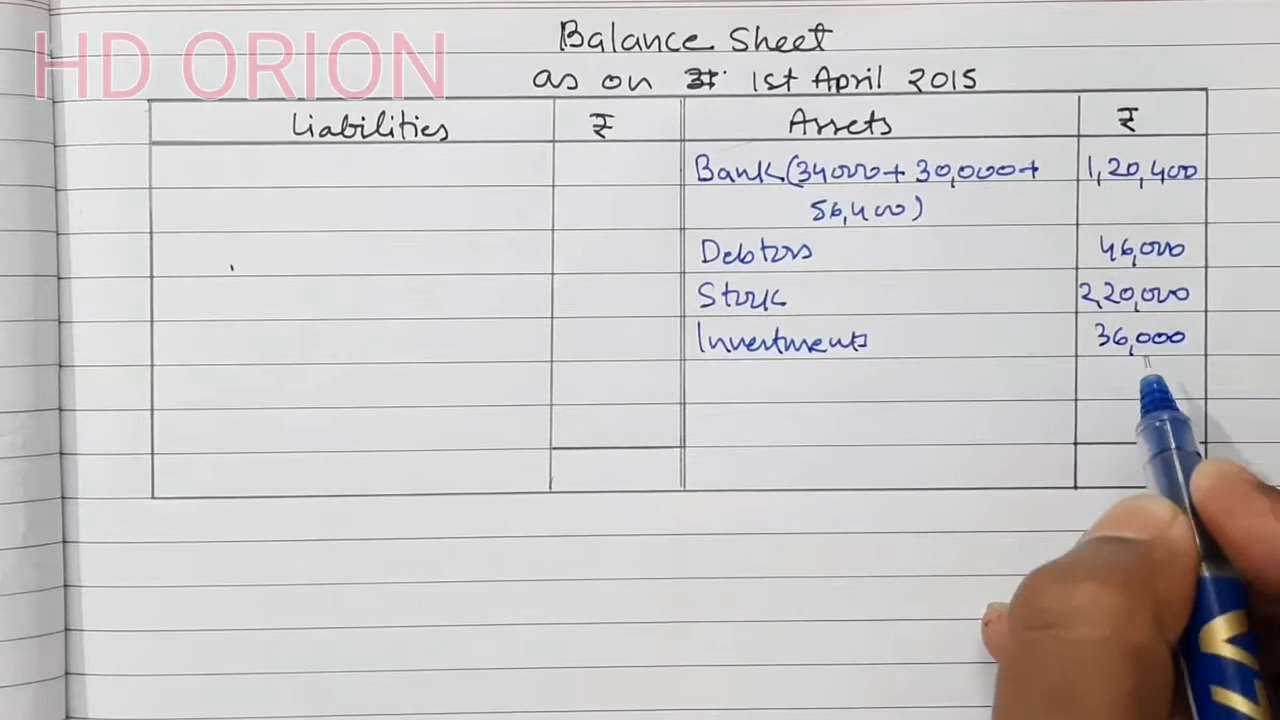 HD ORION
Balance Sheet
as on 1st April 2015
Liabilities ₹ Assets ₹
Bank (34000 + 30,000 + 1,20,400
56,400)
Debtors 46,000
Stock 2,20,000
Investments 36,000
V7